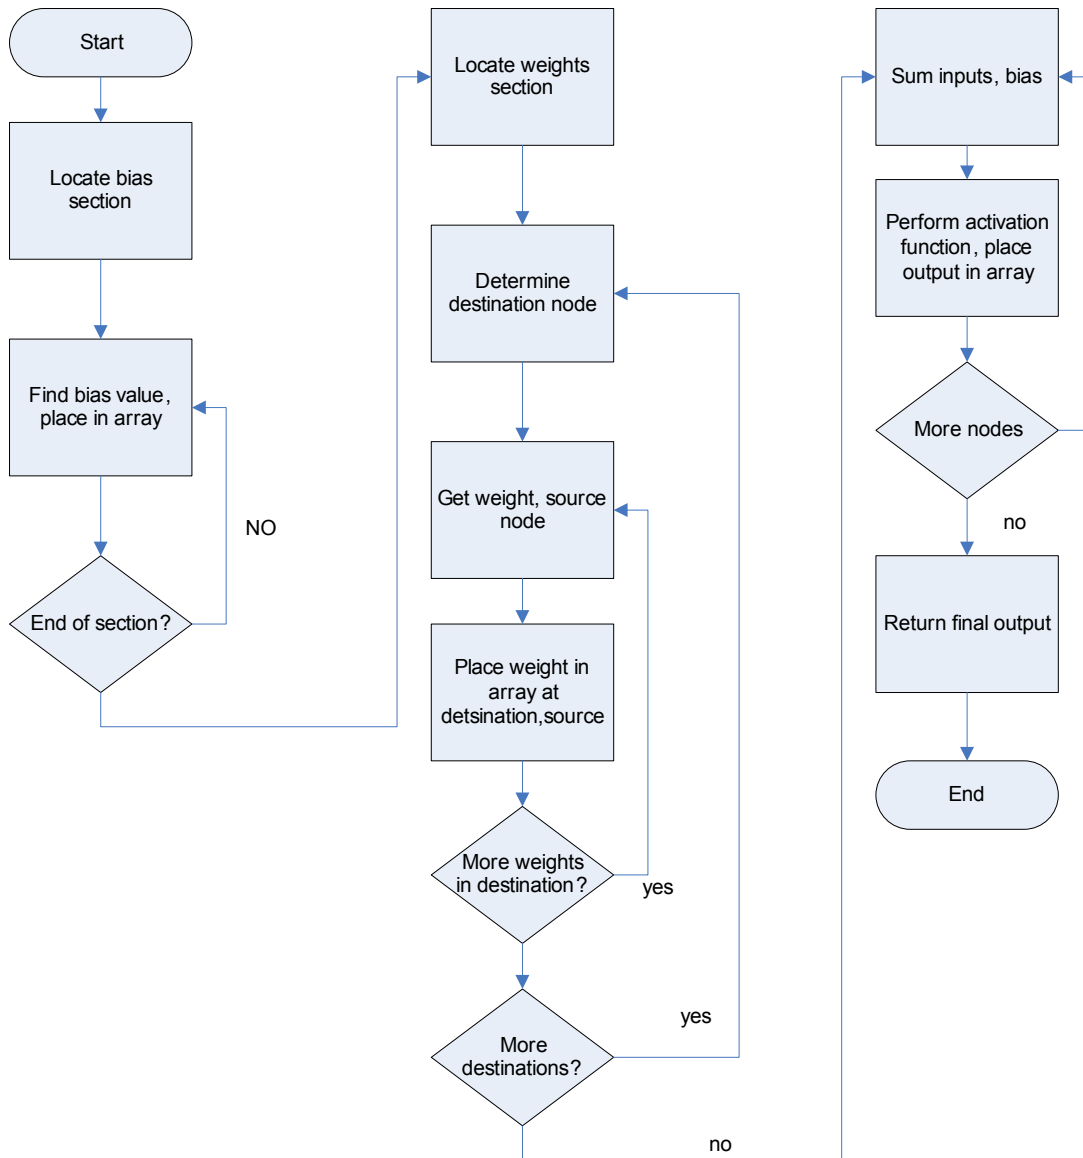 Start
Locate bias
section
Find bias value,
place in array
NO
End of section?
Locate weights
section
Determine
destination node
Get weight, source
node
Place weight in
array at
detsination,source
More weights
in destination?
yes
yes
More
destinations?
no
Sum inputs, bias
Perform activation
function, place
output in array
More nodes
no
Return final output
End